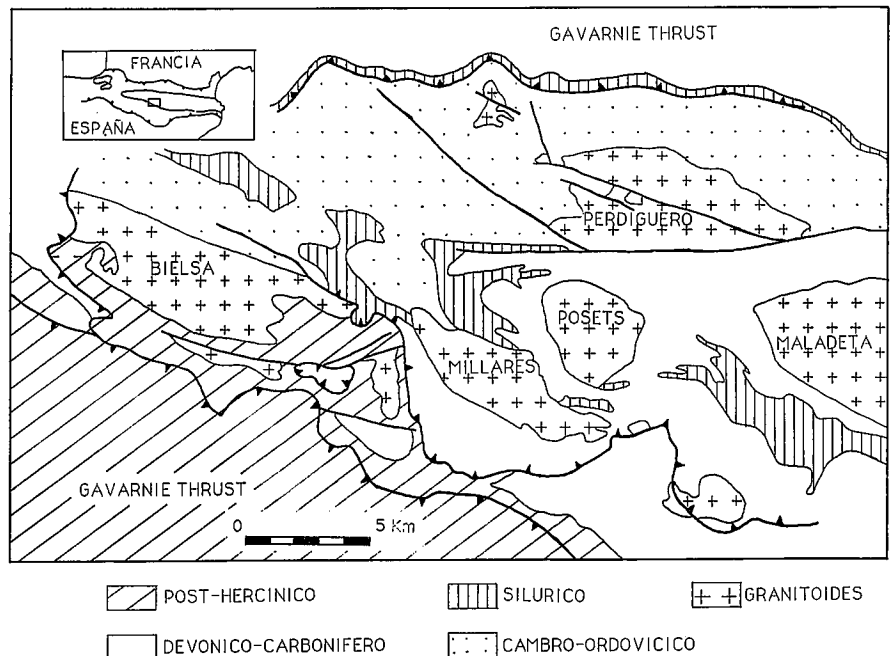 GAVARNIE THRUST
FRANCIA
ESPAÑA
PERDIGUERO
BIELSA
POSETS
MALADETA
MILLARES
GAVARNIE THRUST
0 5 Km
POST-HERCINICO
SILURICO
GRANITOIDES
DEVONICO-CARBONIFERO
CAMBRO-ORDOVICICO